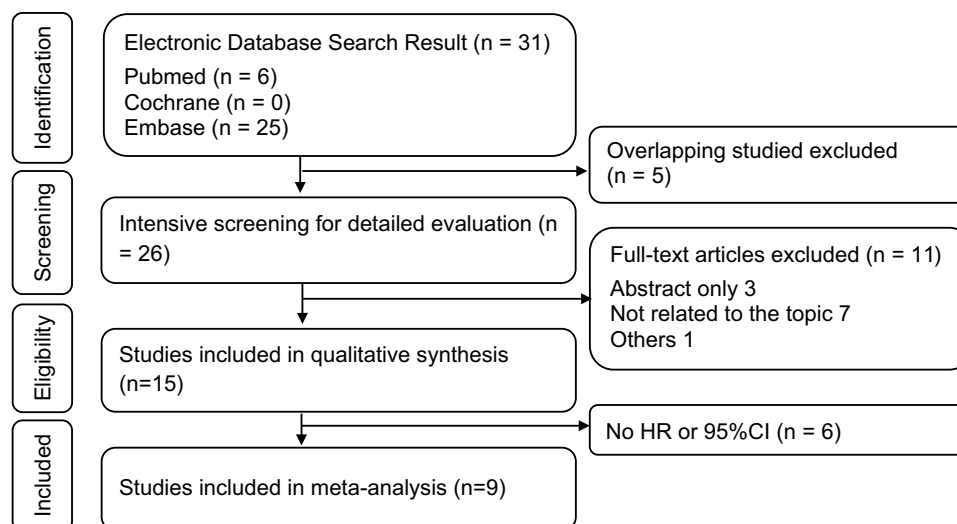 Identification
Electronic Database Search Result (n = 31)
Pubmed (n = 6)
Cochrane (n = 0)
Embase (n = 25)
Overlapping studied excluded
(n = 5)
Screening
Intensive screening for detailed evaluation (n
= 26)
Full-text articles excluded (n = 11)
Abstract only 3
Not related to the topic 7
Others 1
Eligibility
Studies included in qualitative synthesis
(n=15)
No HR or 95%CI (n = 6)
Included
Studies included in meta-analysis (n=9)